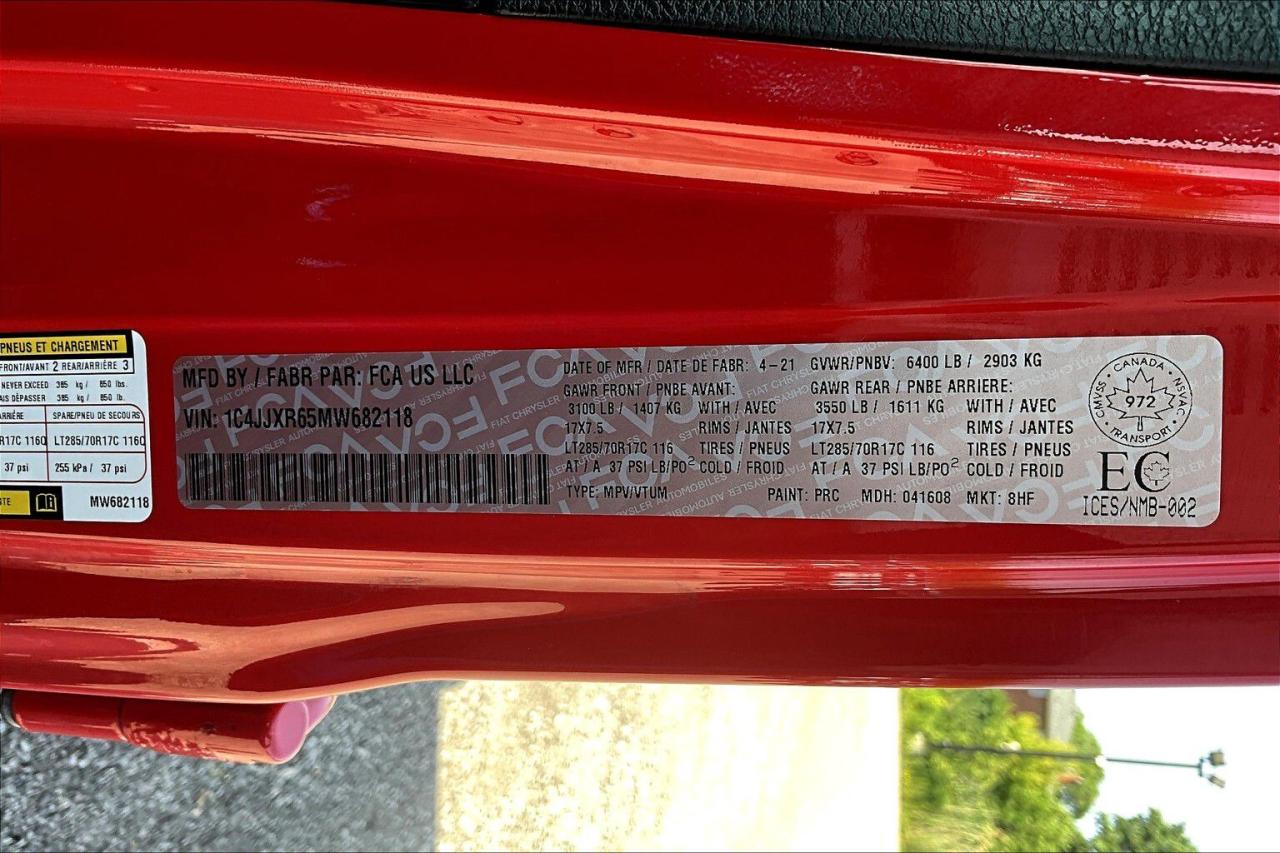 PNEUS ET CHARGEMENT
FRONT/AVANT 2 REAR/ARRIÈRE 3
NEVER EXCEED 385 kg / 850 lbs.
AIS DÉPASSER 385 kg / 850 lb.
ARRIÈRE SPARE/PNEU DE SECOURS
R17C 116Q LT285/70R17C 116Q
37 psi 255 kPa / 37 psi
STE
MW682118
MFD BY / FABR PAR: FCA US LLC
VIN: 1C4JJXR65MW682118
DATE OF MFR / DATE DE FABR: 4-21 GVWR/PNBV: 6400 LB / 2903 KG
GAWR FRONT / PNBE AVANT: GAWR REAR / PNBE ARRIERE:
3100 LB / 1407 KG WITH / AVEC 3550 LB / 1611 KG WITH / AVEC
17X7.5 RIMS / JANTES 17X7.5 RIMS / JANTES
LT285/70R17C 116 TIRES / PNEUS LT285/70R17C 116 TIRES / PNEUS
AT / A 37 PSI LB/PO² COLD / FROID AT / A 37 PSI LB/PO² COLD / FROID
TYPE: MPV/VTUM PAINT: PRC MDH: 041608 MKT: 8HF
CANADA
CMVSS NSVAC
972
TRANSPORT
EC
ICES/NMB-002